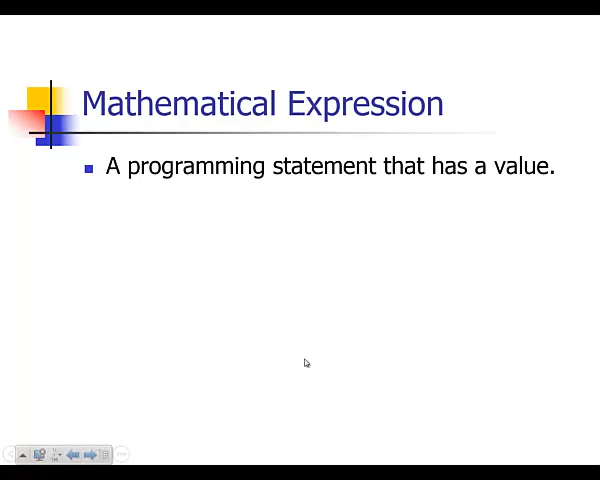 Mathematical Expression
A programming statement that has a value.